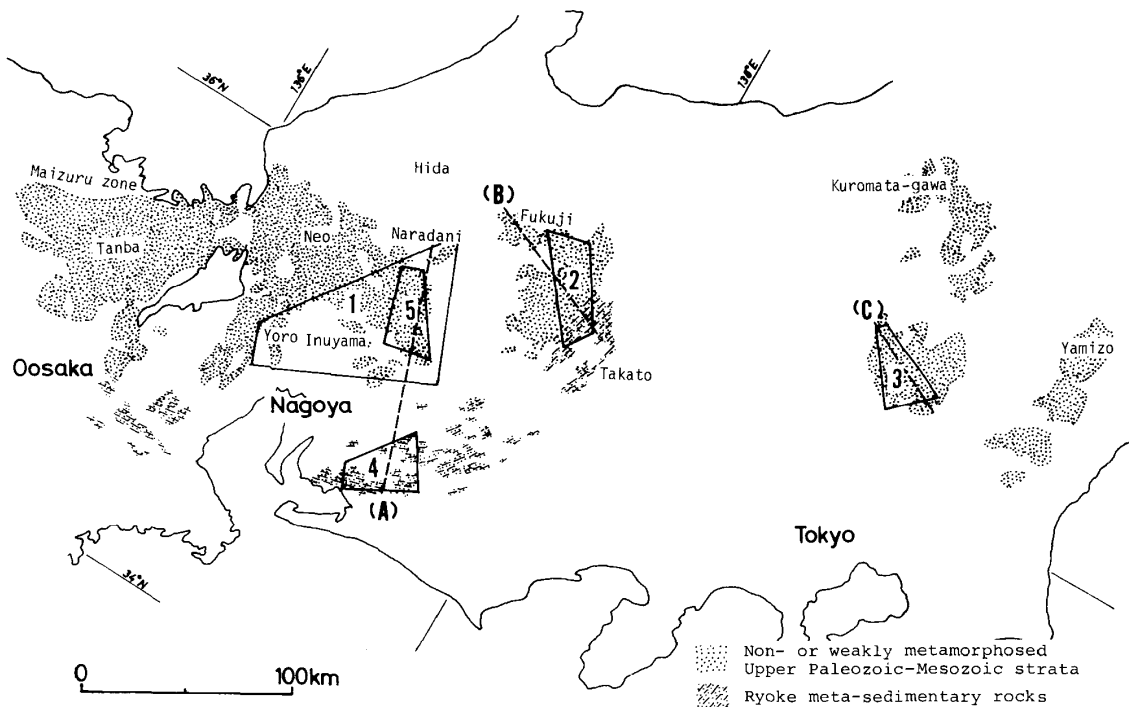 36°N
136°E
138°E
Hida
Maizuru zone
Kuromata-gawa
(B)
Fukuji
Tanba
Neo
Naradani
2
1
5
(C)
Yoro Inuyama
Yamizo
Oosaka
Takato
3
Nagoya
4
(A)
Tokyo
34°N
0 100km
Non- or weakly metamorphosed
Upper Paleozoic-Mesozoic strata
Ryoke meta-sedimentary rocks